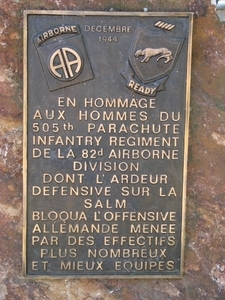 AIRBORNE
DECEMBRE
1944
AA
READY
EN HOMMAGE
AUX HOMMES DU
505th PARACHUTE
INFANTRY REGIMENT
DE LA 82d AIRBORNE
DIVISION
DONT L'ARDEUR
DEFENSIVE SUR LA
SALM
BLOQUA L'OFFENSIVE
ALLEMANDE MENEE
PAR DES EFFECTIFS
PLUS NOMBREUX
ET MIEUX EQUIPES